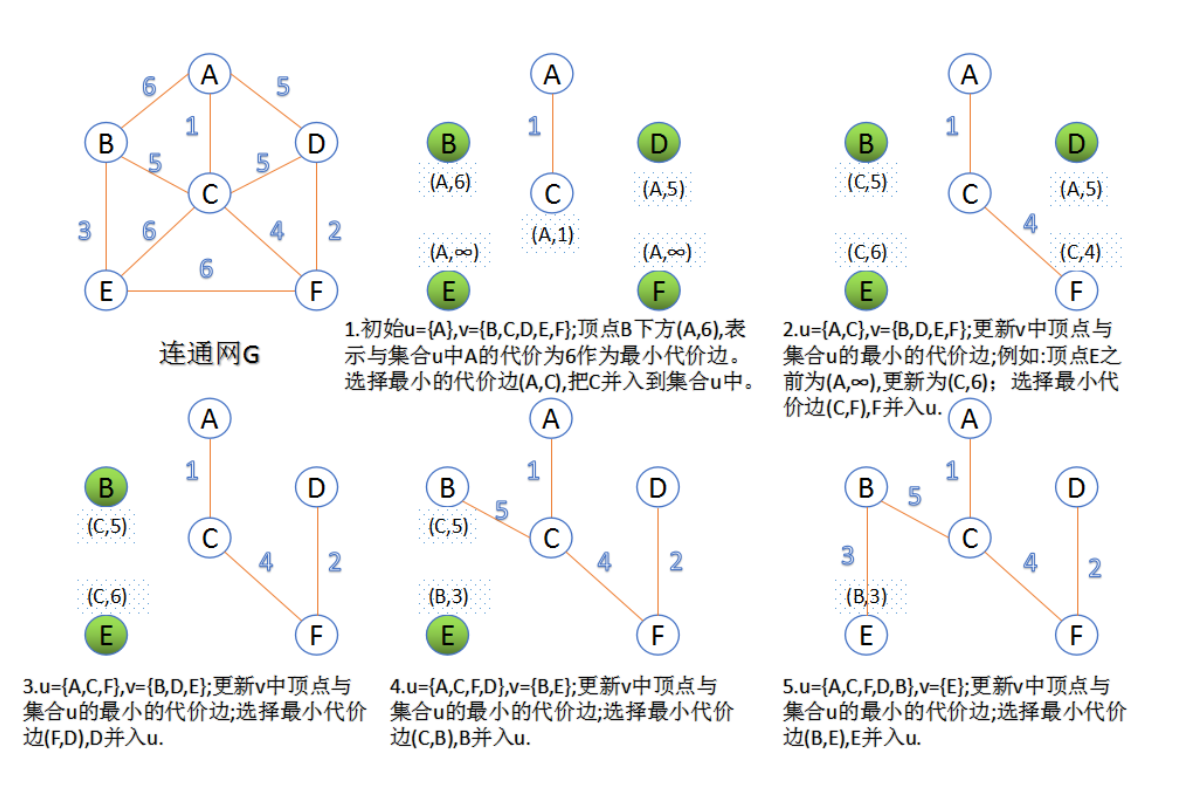 A
6
5
1
B
D
5
5
C
3
6
4
2
6
E
F
连通网G
A
1
B
D
(A,6)
C
(A,5)
(A,1)
(A,∞)
(A,∞)
E
F
1.初始u={A},v={B,C,D,E,F};顶点B下方(A,6),表
示与集合u中A的代价为6作为最小代价边。
选择最小的代价边(A,C),把C并入到集合u中。
A
1
B
D
(C,5)
C
(A,5)
4
(C,6)
(C,4)
E
F
2.u={A,C},v={B,D,E,F};更新v中顶点与
集合u的最小的代价边;例如:顶点E之
前为(A,∞),更新为(C,6)；选择最小代
价边(C,F),F并入u.
A
1
B
D
(C,5)
C
4
2
(C,6)
E
F
3.u={A,C,F},v={B,D,E};更新v中顶点与
集合u的最小的代价边;选择最小代价
边(F,D),D并入u.
A
1
B
D
5
(C,5)
C
4
2
(B,3)
E
F
4.u={A,C,F,D},v={B,E};更新v中顶点与
集合u的最小的代价边;选择最小代价
边(C,B),B并入u.
A
1
B
D
5
C
3
4
2
(B,3)
E
F
5.u={A,C,F,D,B},v={E};更新v中顶点与
集合u的最小的代价边;选择最小代价
边(B,E),E并入u.